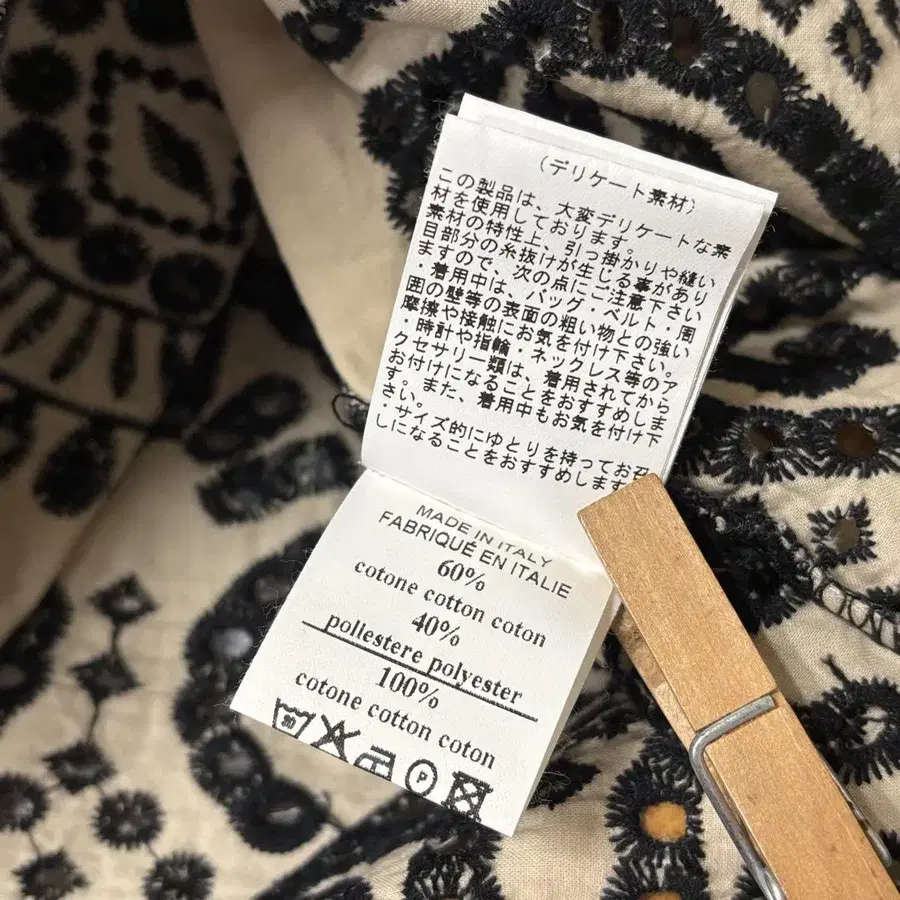 (デリケート素材)
この製品は、大変デリケートな素
材を使用しております。
素材の特性上、引っ掛かりや縫い
目部分の糸抜けが生じる事があり
ますので、次の点にご注意下さい
・着用中は、バッグ・ベルト・周
囲の壁等の表面の粗い物との強い
摩擦や接触にお気を付け下さい。
・時計や指輪・ネックレス等のア
クセサリー類は、着用されてから
お付けになることをおすすめしま
す。また、着用中もお気を付け下
さい。
・サイズ的にゆとりを持ってお召
しになることをおすすめします
MADE IN ITALY
FABRIQUÉ EN ITALIE
60%
cotone cotton coton
40%
pollestere polyester
100%
cotone cotton coton
30
P